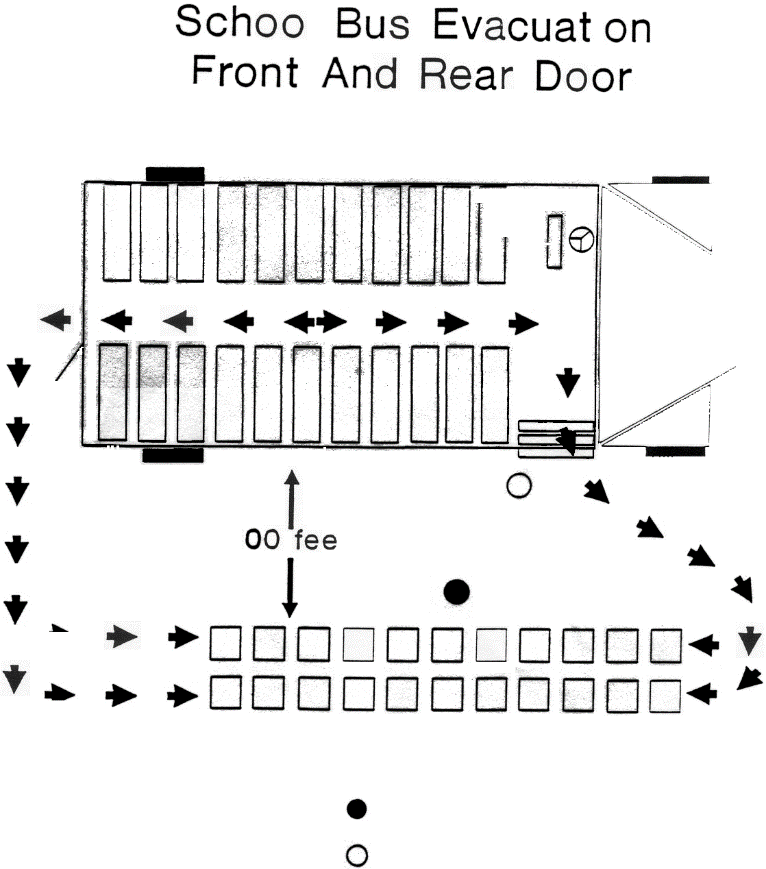 Schoo Bus Evacuat on
Front And Rear Door
00 fee